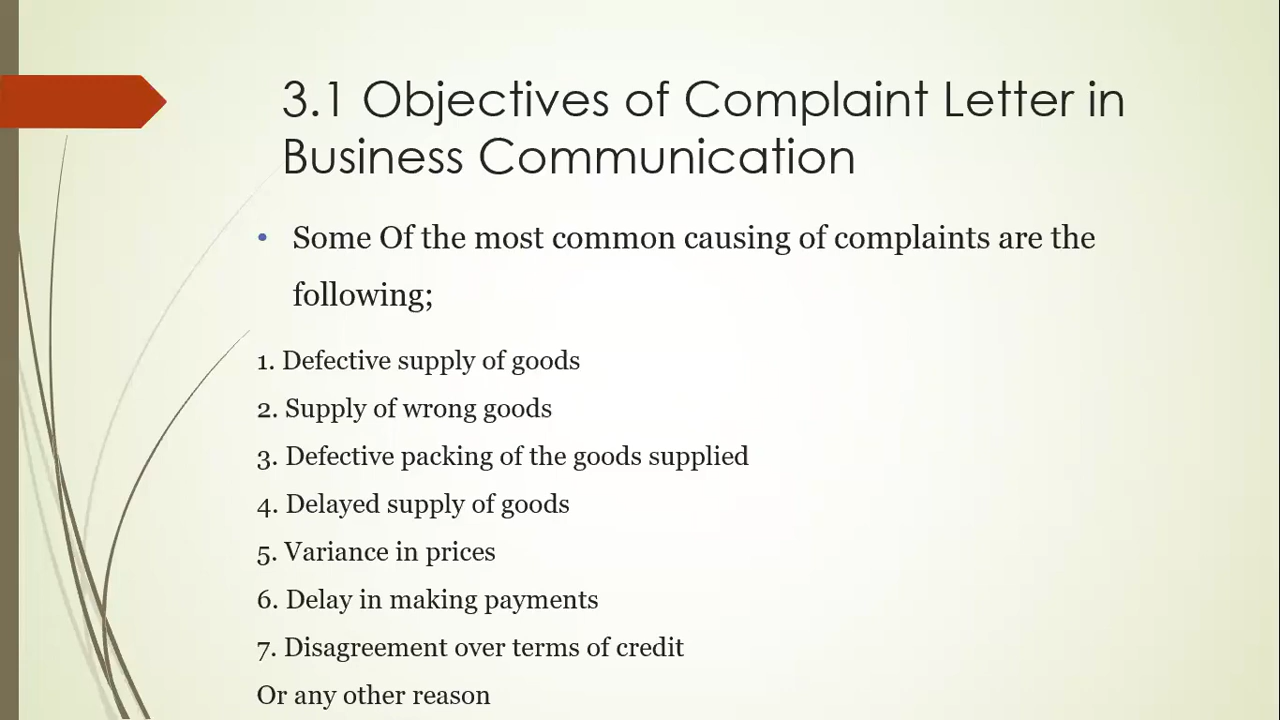 3.1 Objectives of Complaint Letter in
Business Communication
• Some Of the most common causing of complaints are the
following;
1. Defective supply of goods
2. Supply of wrong goods
3. Defective packing of the goods supplied
4. Delayed supply of goods
5. Variance in prices
6. Delay in making payments
7. Disagreement over terms of credit
Or any other reason